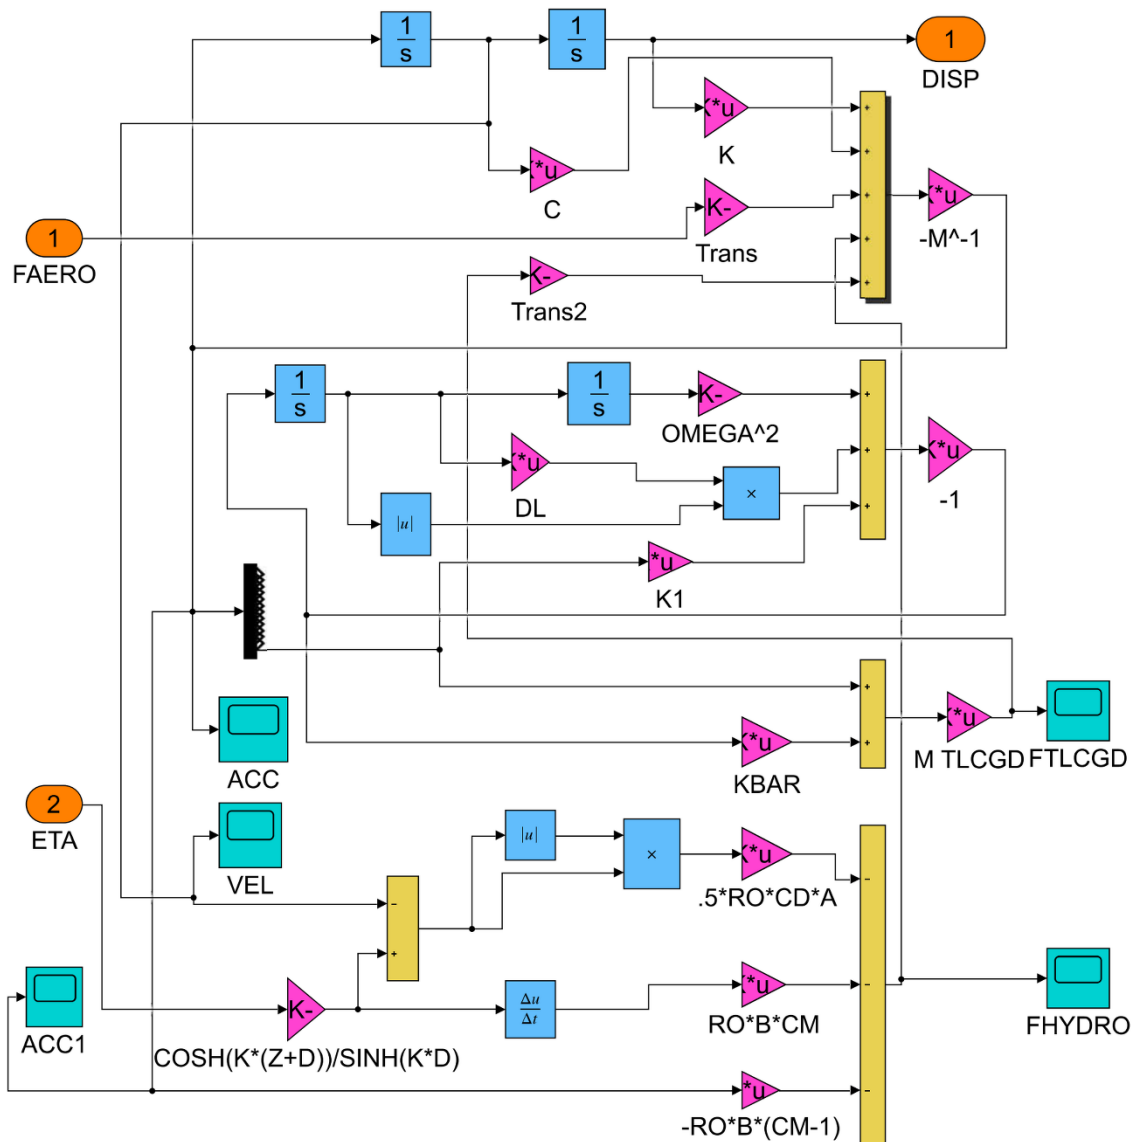 1
s
1
s
1
DISP
+
*u
K
+
*u
C
+
K-
Trans
*u
-M^-1
1
FAERO
+
K-
Trans2
+
1
s
1
s
K-
OMEGA^2
+
*u
DL
×
+
*u
-1
|u|
*u
K1
+
+
ACC
*u
KBAR
+
*u
M TLCGD
FTLCGD
2
ETA
VEL
|u|
×
*u
.5*RO*CD*A
-
-
+
ACC1
K-
COSH(K*(Z+D))/SINH(K*D)
Δu
Δt
*u
RO*B*CM
-
FHYDRO
*u
-RO*B*(CM-1)
-